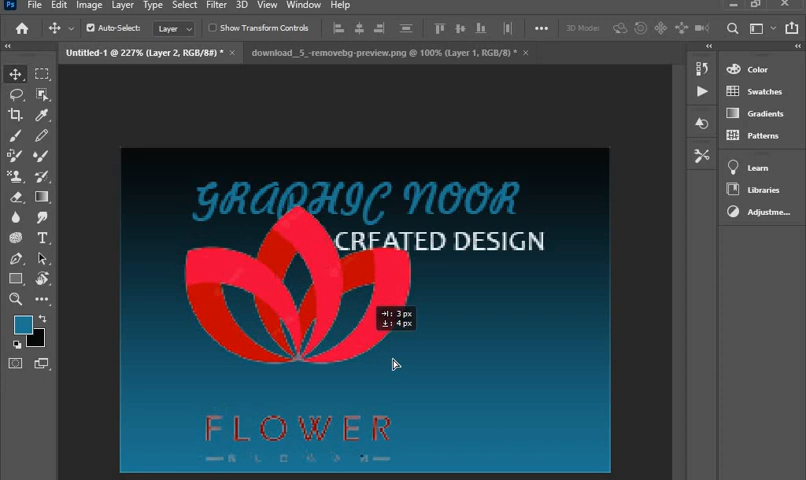 File Edit Image Layer Type Select Filter 3D View Window Help
Auto-Select: Layer Show Transform Controls 3D Mode:
Untitled-1 @ 227% (Layer 2, RGB/8#) * × download__5_-removebg-preview.png @ 100% (Layer 1, RGB/8) * ×
Color
Swatches
Gradients
Patterns
Learn
Libraries
Adjustme...
GRAPHIC NOOR
CREATED DESIGN
3 px
4 px
FLOWER